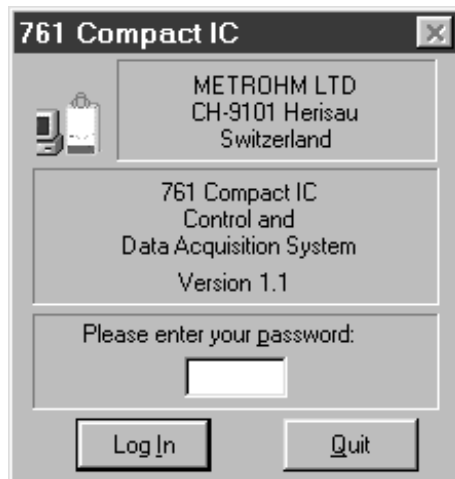 761 Compact IC
METROHM LTD
CH-9101 Herisau
Switzerland
761 Compact IC
Control and
Data Acquisition System
Version 1.1
Please enter your password:
Log In
Quit